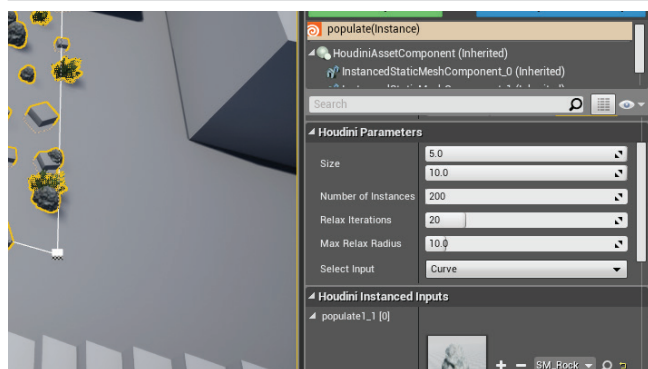 populate(Instance)
HoudiniAssetComponent (Inherited)
InstancedStaticMeshComponent_0 (Inherited)
Search
Houdini Parameters
Size
5.0
10.0
Number of Instances 200
Relax Iterations 20
Max Relax Radius 10.0
Select Input Curve
Houdini Instanced Inputs
populate1_1 [0]
SM_Rock